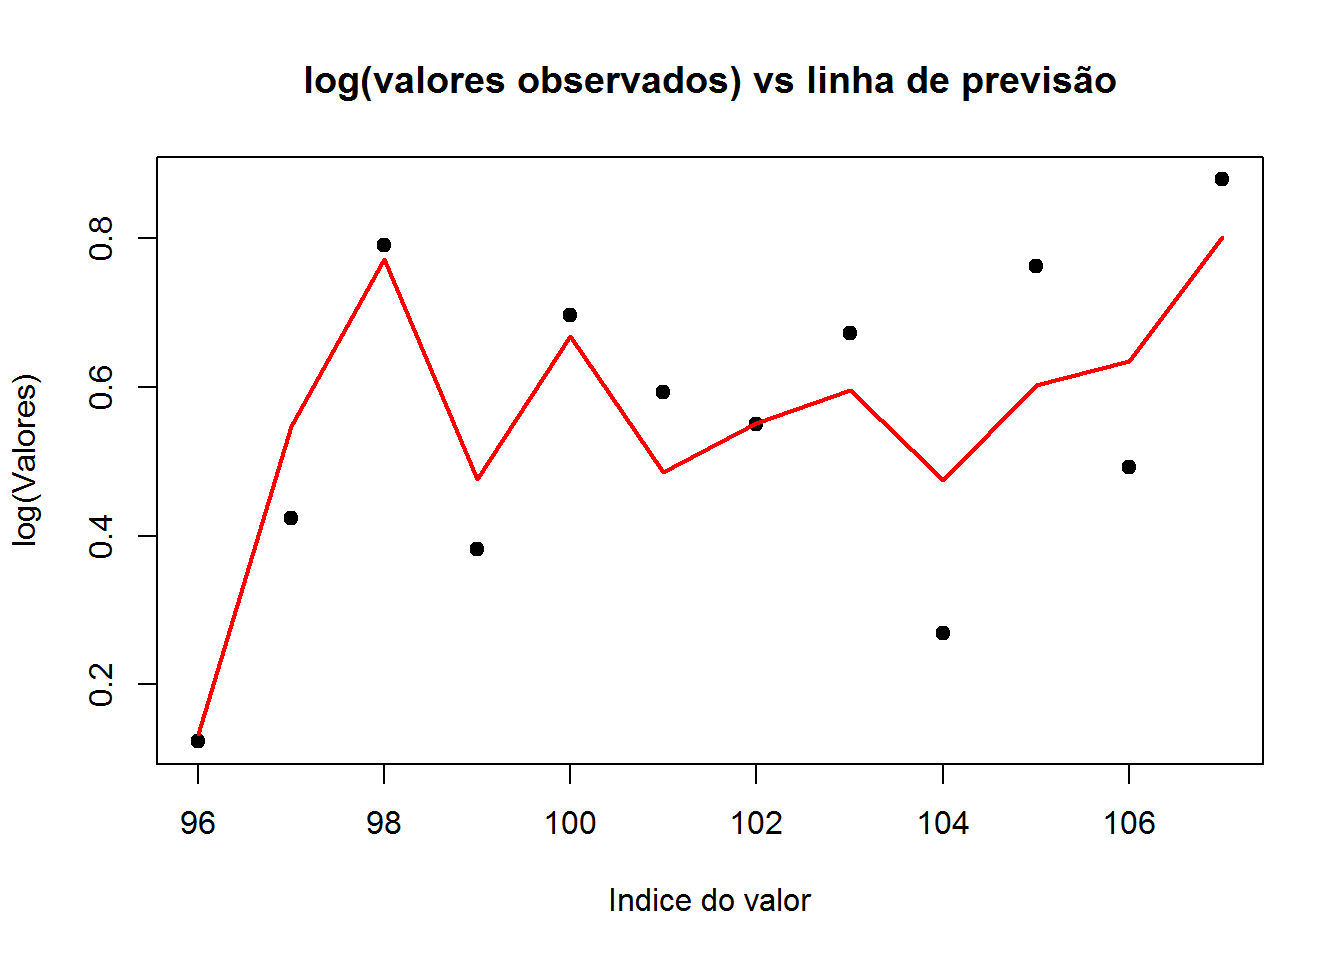 log(valores observados) vs linha de previsão
log(Valores)
0.8
0.6
0.4
0.2
96 98 100 102 104 106
Indice do valor